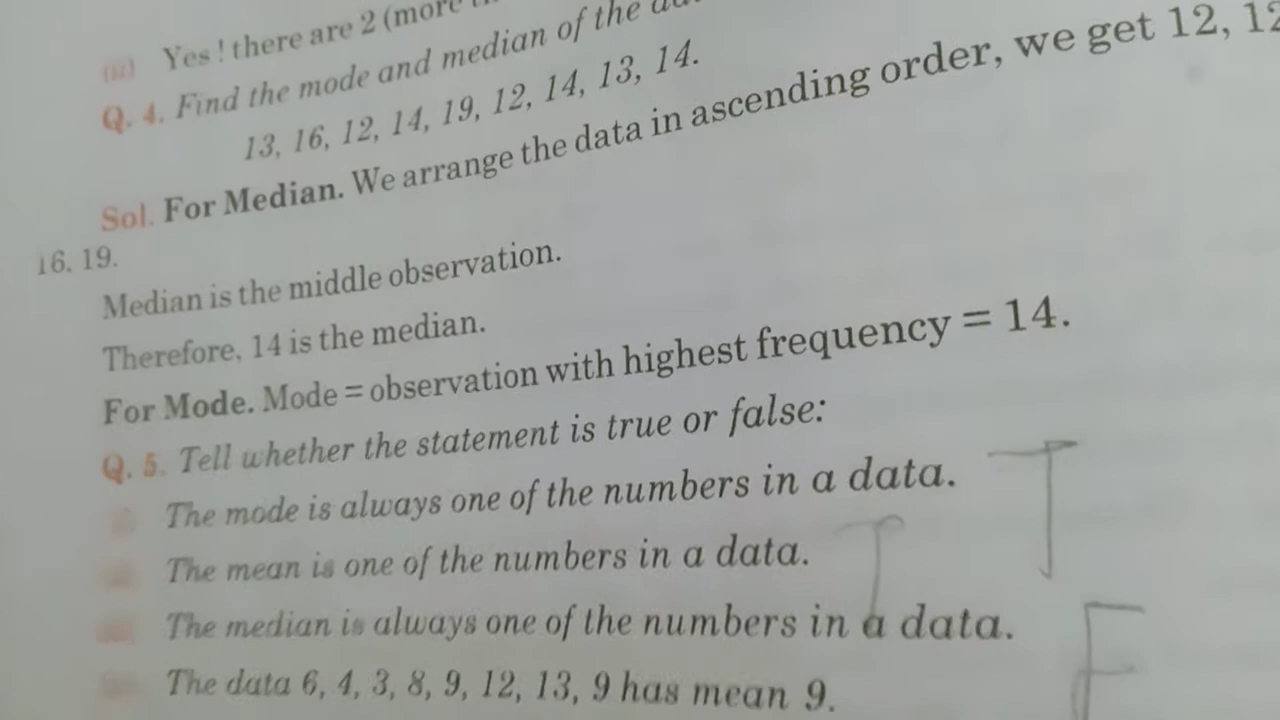 (ii) Yes ! there are 2 (more
Q. 4. Find the mode and median of the
13, 16, 12, 14, 19, 12, 14, 13, 14.
Sol. For Median. We arrange the data in ascending order, we get 12,
16, 19.
Median is the middle observation.
Therefore, 14 is the median.
For Mode. Mode = observation with highest frequency = 14.
Q. 5. Tell whether the statement is true or false:
The mode is always one of the numbers in a data. T
The mean is one of the numbers in a data. T
The median is always one of the numbers in a data. F
The data 6, 4, 3, 8, 9, 12, 13, 9 has mean 9.